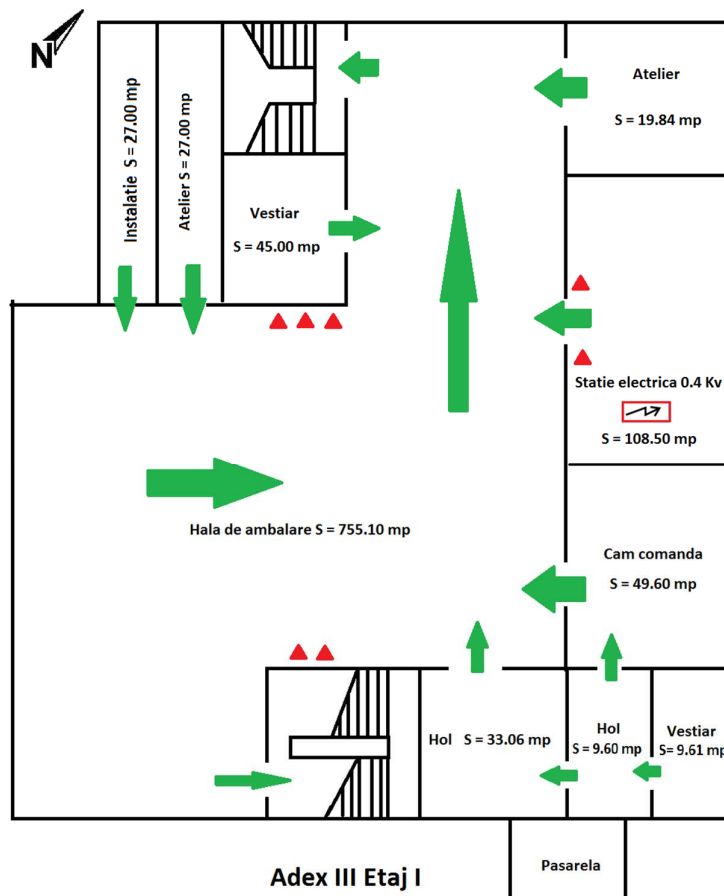 N
Instalatie S = 27.00 mp
Atelier S = 27.00 mp
Vestiar
S = 45.00 mp
Atelier
S = 19.84 mp
Statie electrica 0.4 Kv
S = 108.50 mp
Hala de ambalare S = 755.10 mp
Cam comanda
S = 49.60 mp
Hol S = 33.06 mp
Hol
S = 9.60 mp
Vestiar
S= 9.61 mp
Adex III Etaj I
Pasarela